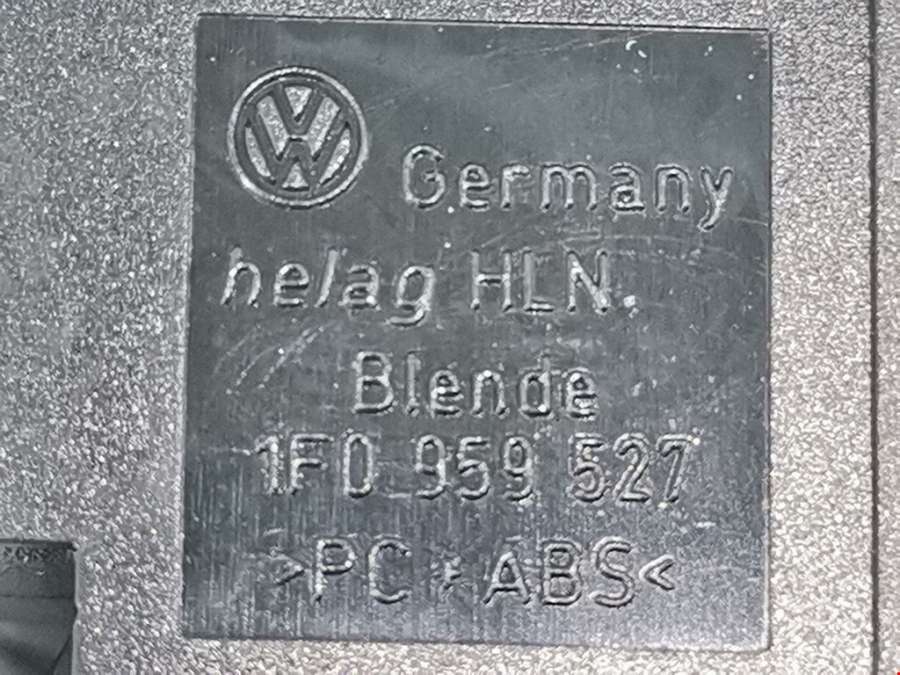 Germany
helag HLN.
Blende
1F0 959 527
>PC+ABS<